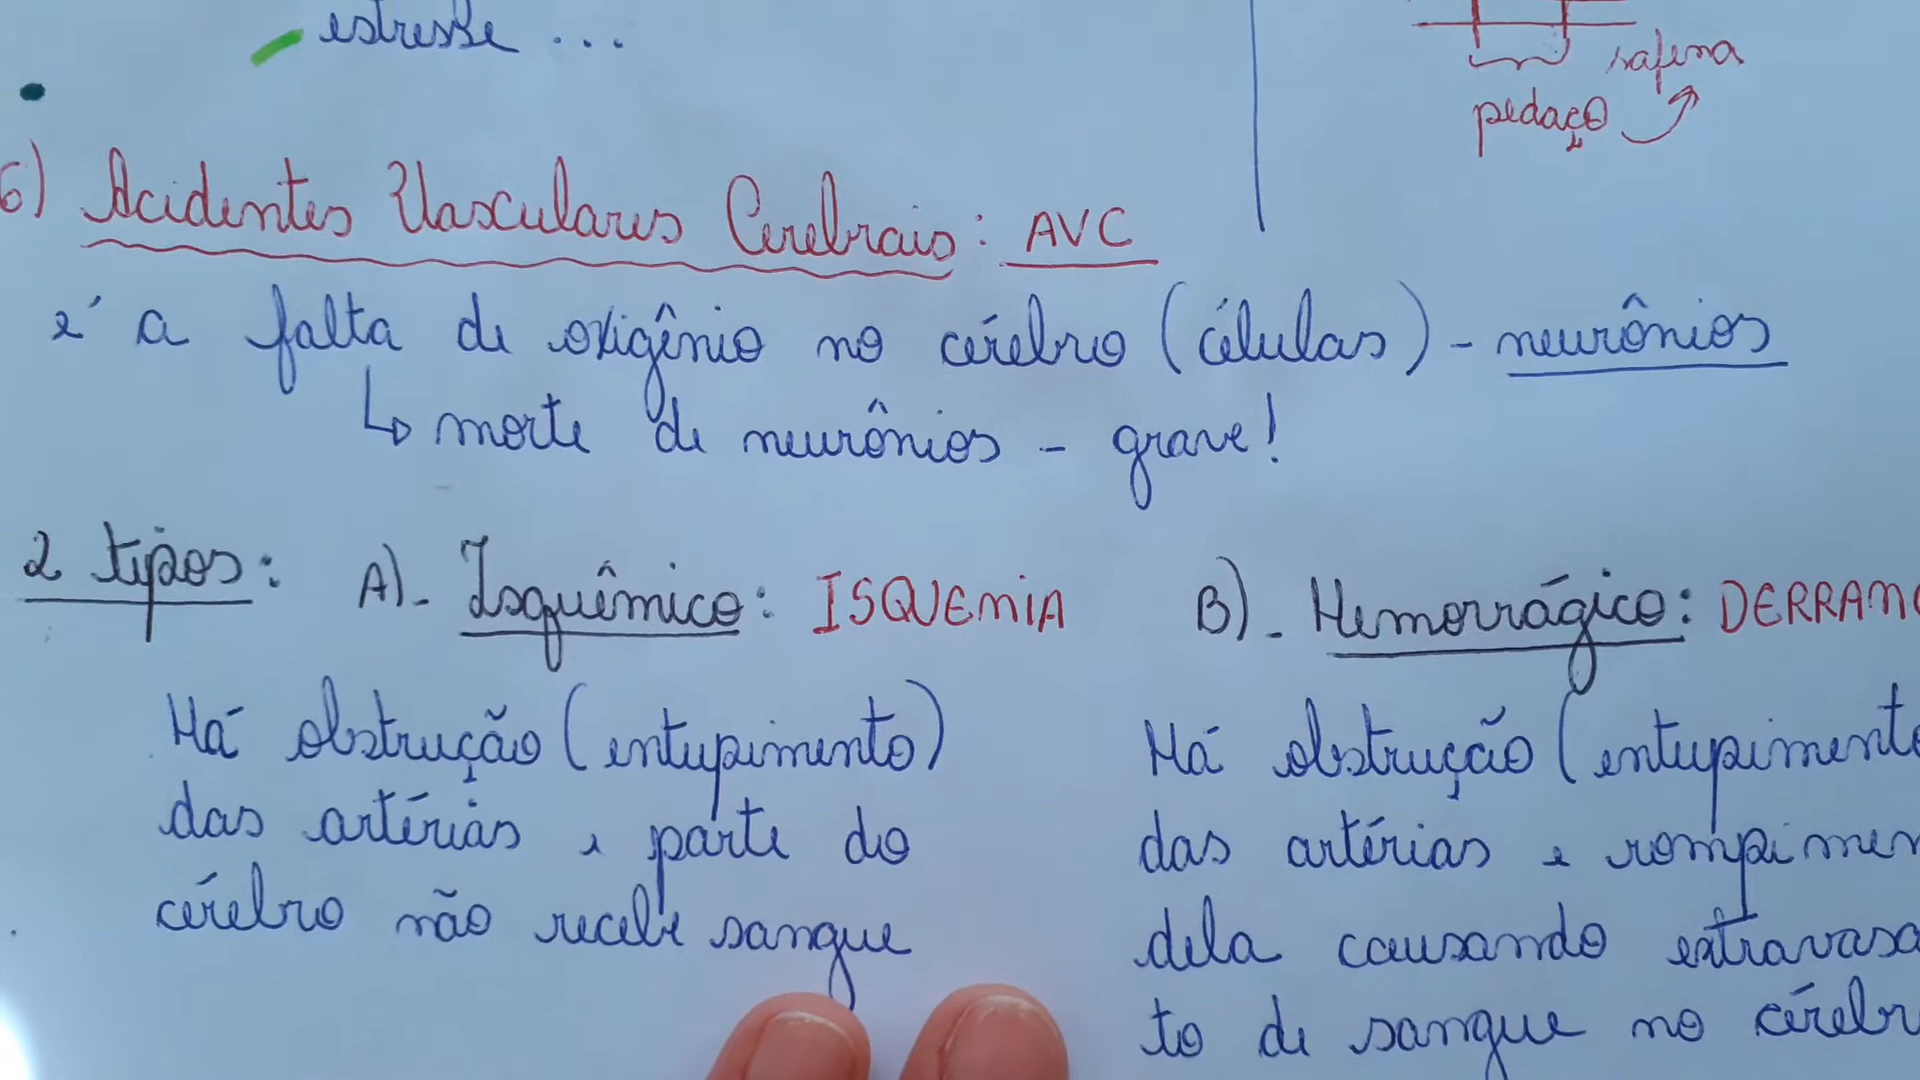 estresse ...
safena
pedaço
6) Acidentes Vasculares Cerebrais: AVC
é a falta de oxigênio no cérebro (células) - neurônios
↳ morte de neurônios - grave!
2 tipos: A)- Isquêmico: ISQUEMIA
Há obstrução (entupimento)
das artérias e parte do
cérebro não recebe sangue
B)- Hemorrágico: DERRAM
Há obstrução (entupimento
das artérias e rompimen
dela causando extravasa
to de sangue no cérebr